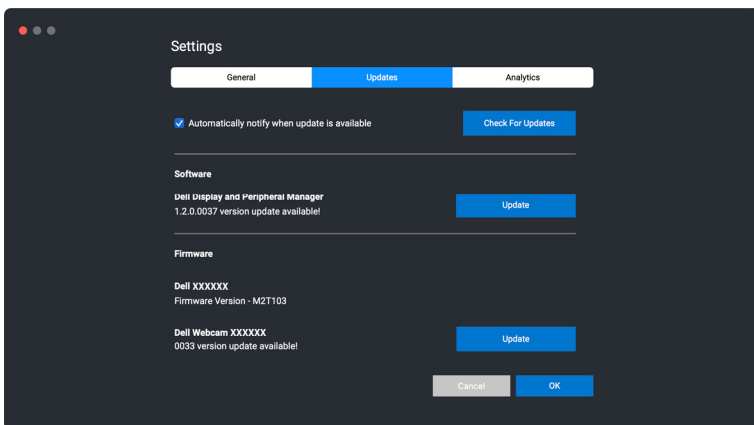 Settings
General
Updates
Analytics
Automatically notify when update is available
Check For Updates
Software
Dell Display and Peripheral Manager
1.2.0.0037 version update available!
Update
Firmware
Dell XXXXXX
Firmware Version - M2T103
Dell Webcam XXXXXX
0033 version update available!
Update
Cancel
OK